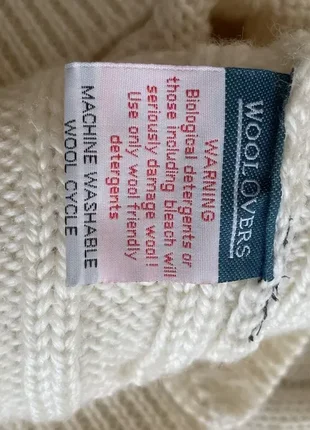 WOOLOVERS
WARNING
Biological detergents or
those including bleach will
seriously damage wool!
Use only wool friendly
detergents
MACHINE WASHABLE
WOOL CYCLE